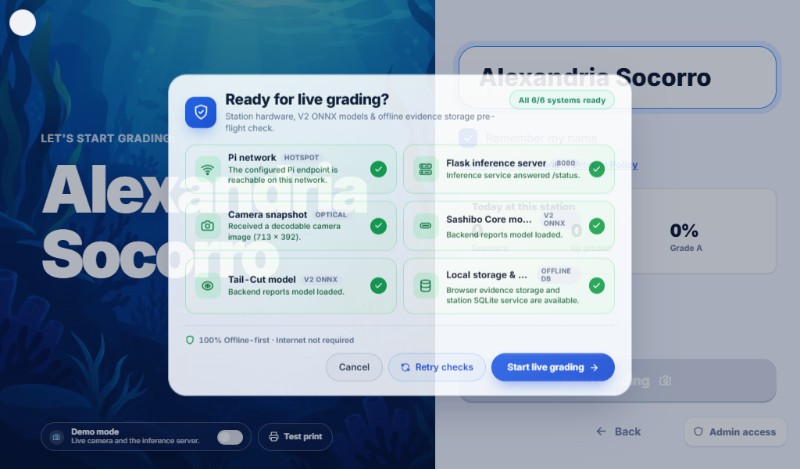 Alexandria Socorro
Ready for live grading?
All 6/6 systems ready
Station hardware, V2 ONNX models & offline evidence storage pre-
flight check.
LET'S START GRADING
Remember my name
Policy
Pi network HOTSPOT
The configured Pi endpoint is
reachable on this network.
Flask inference server :8000
Inference service answered /status.
Alexandria
Socorro
Today at this station
0
0
0%
Grade A
Camera snapshot OPTICAL
Received a decodable camera
image (713 × 392).
Sashibo Core mo... V2 ONNX
Backend reports model loaded.
Tail-Cut model V2 ONNX
Backend reports model loaded.
Local storage & ... OFFLINE DB
Browser evidence storage and
station SQLite service are available.
100% Offline-first · Internet not required
Cancel
Retry checks
Start live grading
Demo mode
Live camera and the inference server.
Test print
Back
Admin access